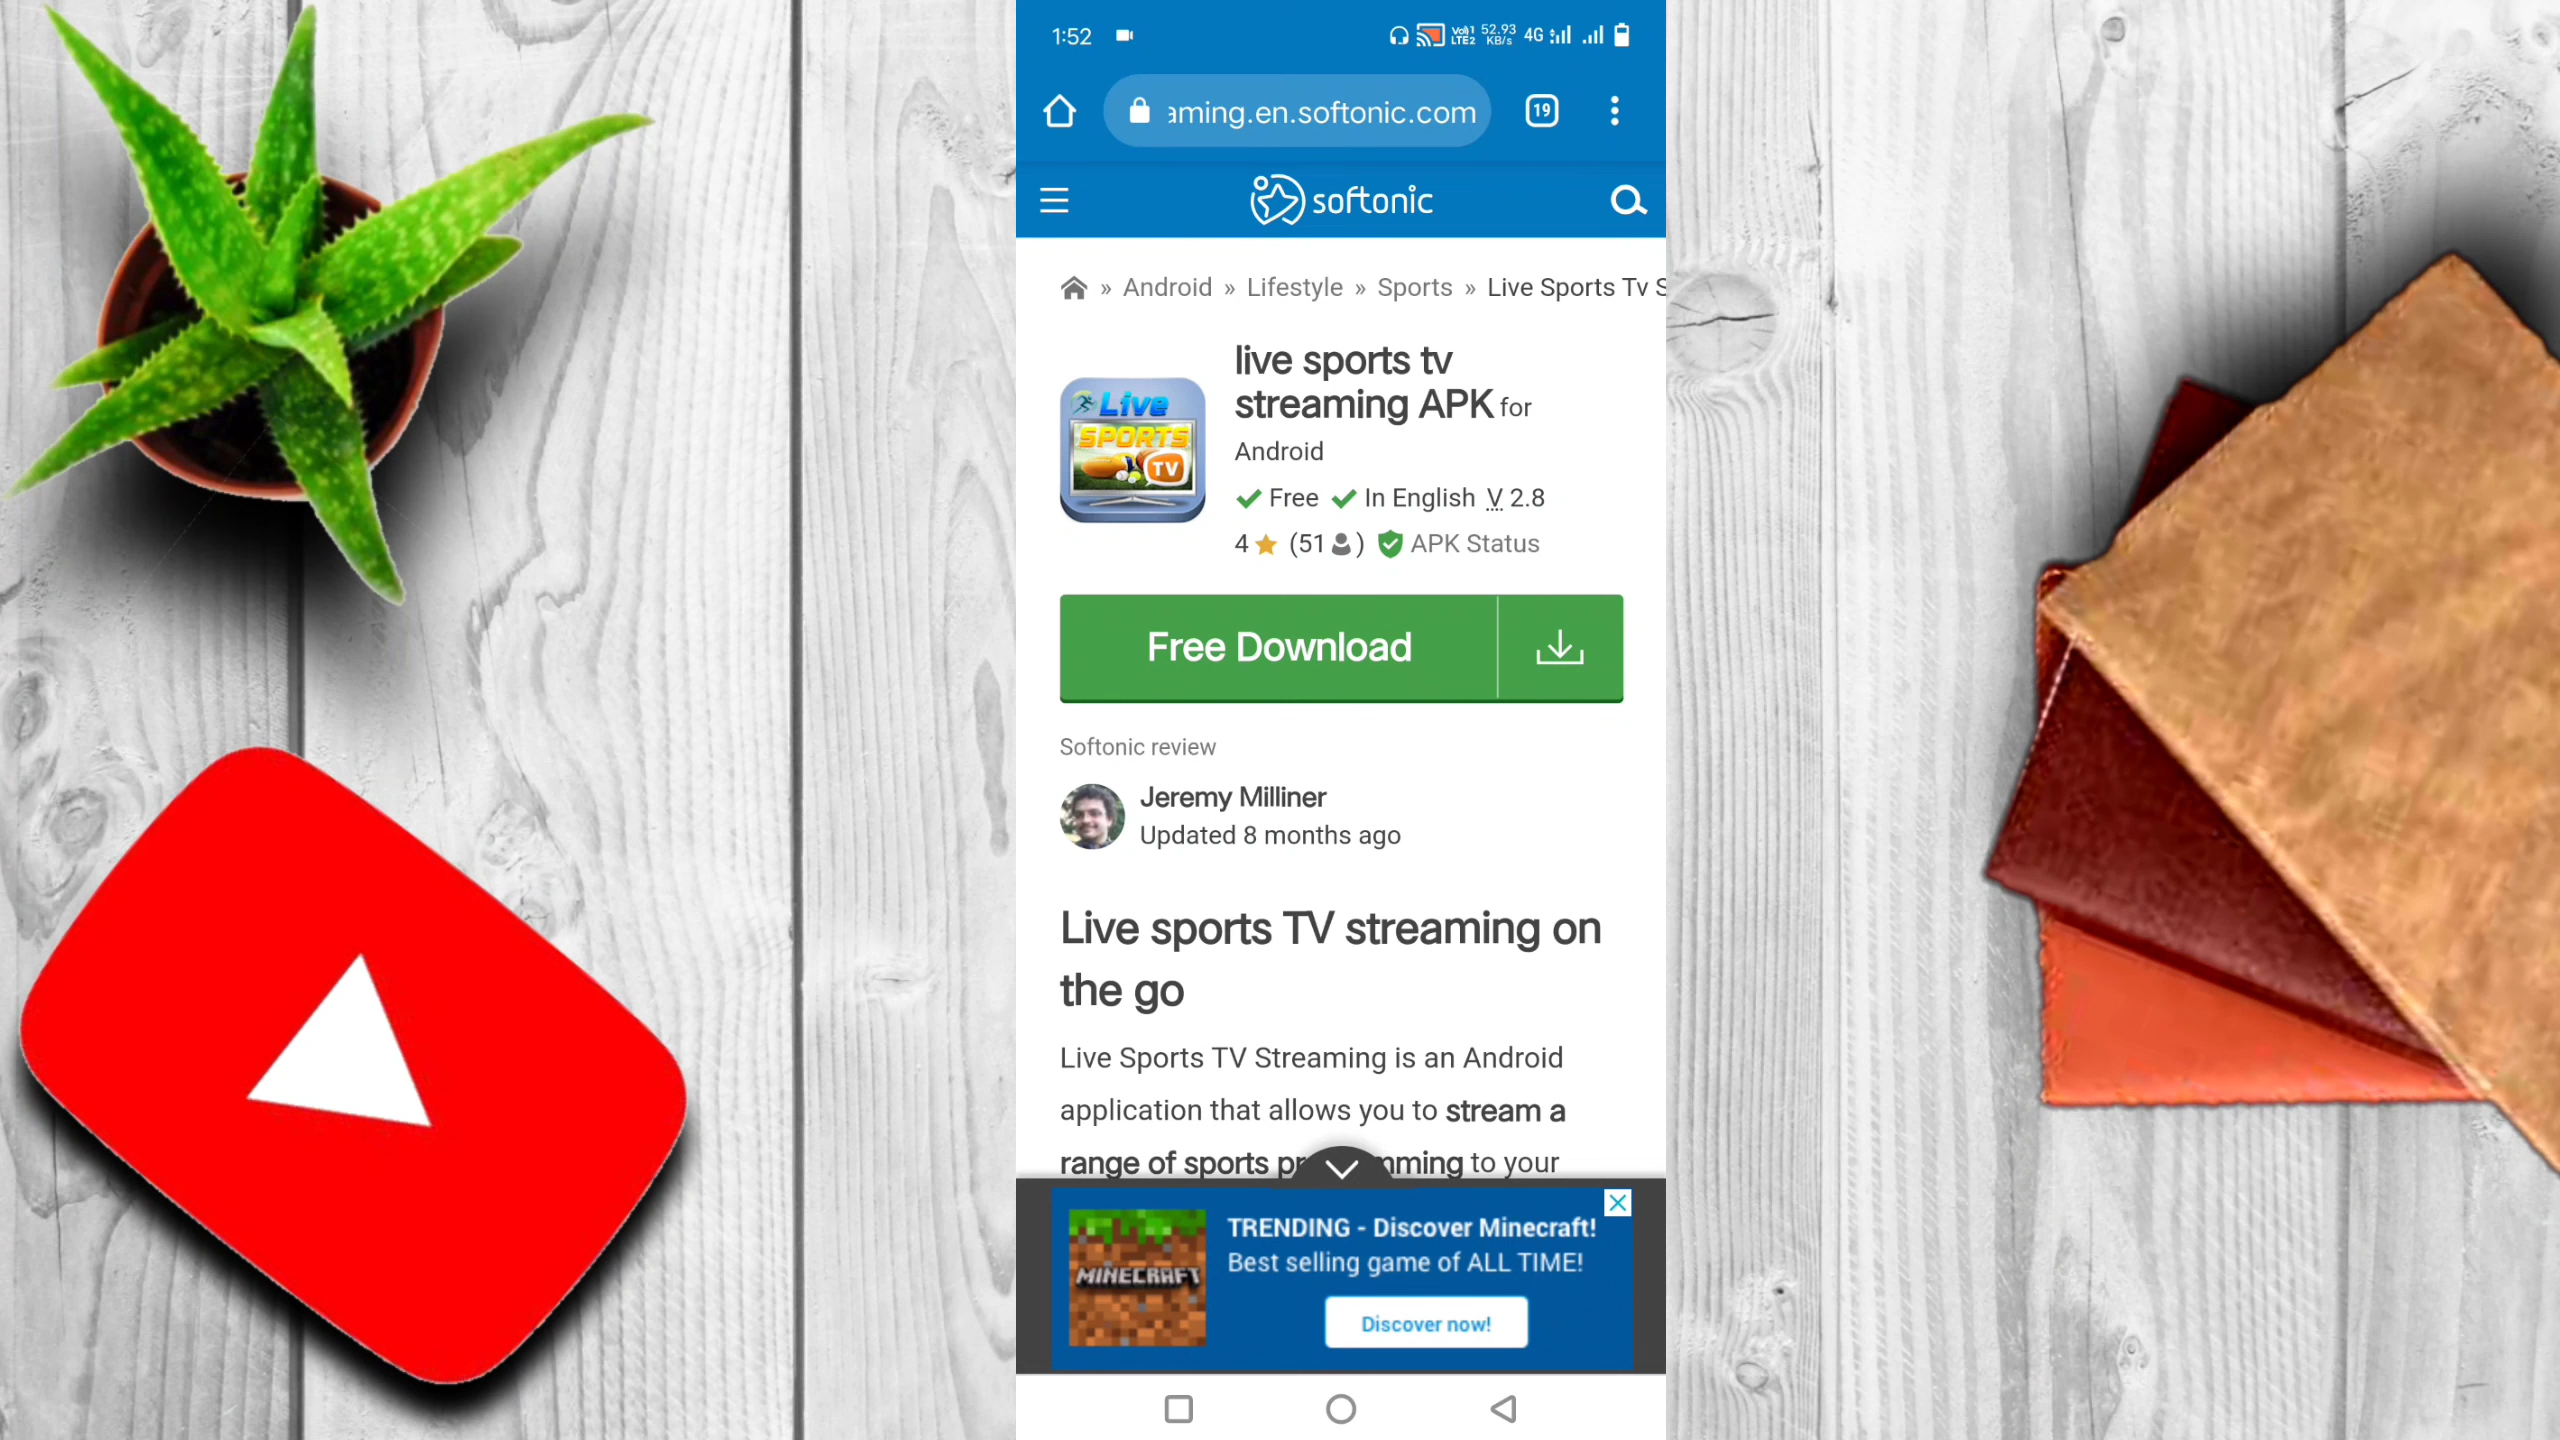 1:52
Vo))1 LTE2 52.93 KB/s 4G
aming.en.softonic.com
19
softonic
» Android » Lifestyle » Sports » Live Sports Tv S
live sports tv
streaming APK for
Android
Live
SPORTS
TV
Free In English V 2.8
4 (51 ) APK Status
Free Download
Softonic review
Jeremy Milliner
Updated 8 months ago
Live sports TV streaming on
the go
Live Sports TV Streaming is an Android
application that allows you to stream a
range of sports pr mming to your
TRENDING - Discover Minecraft!
Best selling game of ALL TIME!
MINECRAFT
Discover now!